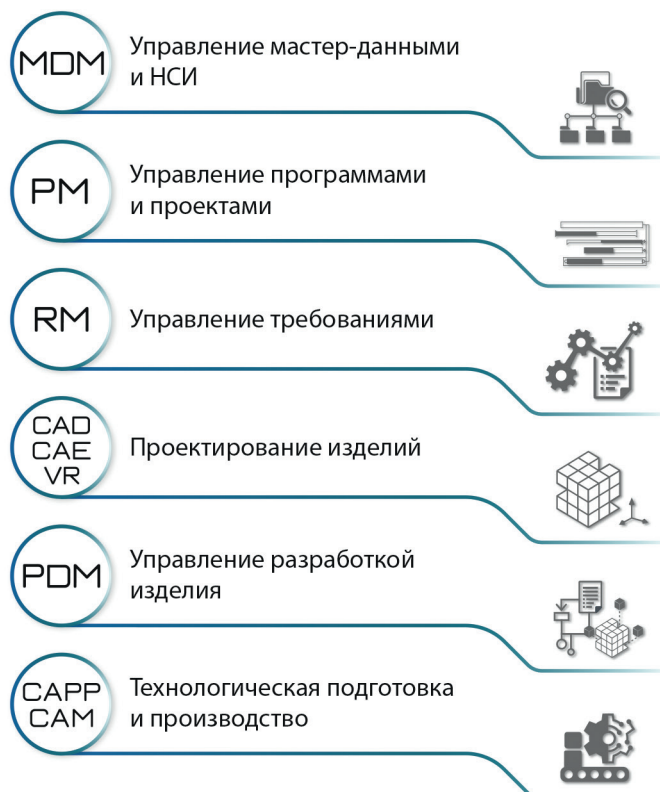 MDM
Управление мастер-данными
и НСИ
PM
Управление программами
и проектами
RM
Управление требованиями
CAD
CAE
VR
Проектирование изделий
PDM
Управление разработкой
изделия
CAPP
CAM
Технологическая подготовка
и производство